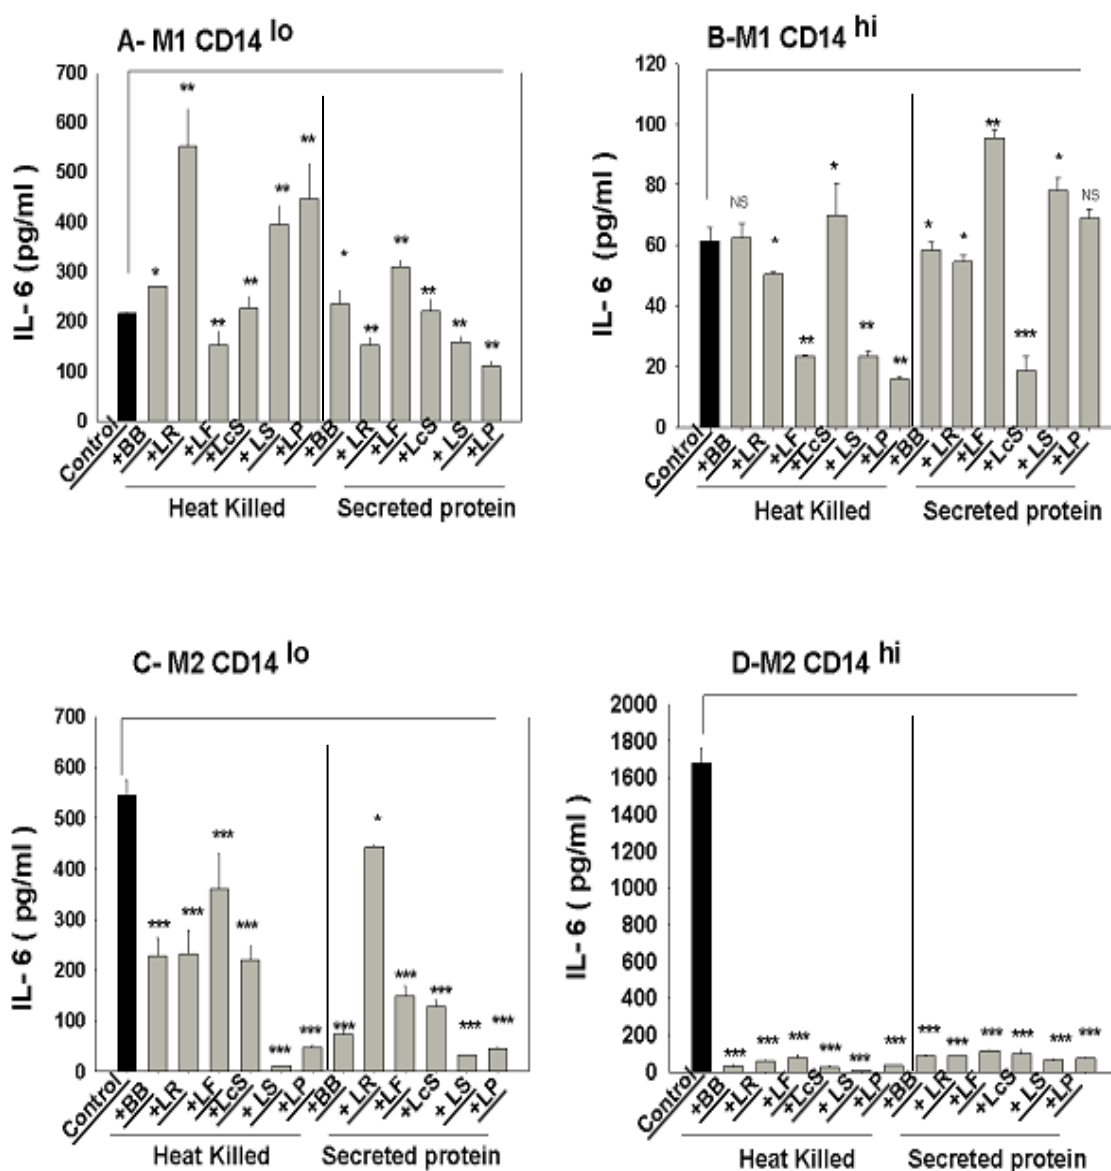 A- M1 CD14 lo
700
600
500
400
300
200
100
0
IL- 6 (pg/ml)
** 
* ** ** ** ** ** * ** ** ** ** **
Control +BB +LR +LF +LcS + LS +LP +BB + LR +LF +LcS + LS +LP
Heat Killed Secreted protein
B-M1 CD14 hi
120
100
80
60
40
20
0
IL- 6 (pg/ml)
NS * ** * ** ** * * ** *** * NS
Control +BB +LR +LF +LcS + LS +LP +BB + LR +LF +LcS + LS +LP
Heat Killed Secreted protein
C- M2 CD14 lo
700
600
500
400
300
200
100
0
IL- 6 ( pg/ml )
*** *** *** *** *** *** *** * *** *** *** ***
Control +BB +LR +LF +LcS + LS +LP +BB + LR +LF +LcS + LS +LP
Heat Killed Secreted protein
D-M2 CD14 hi
2000
1800
1600
1400
1200
1000
800
600
400
200
0
IL- 6 ( pg/ml )
*** *** *** *** *** *** *** *** *** *** *** ***
Control +BB +LR +LF +LcS + LS +LP +BB + LR +LF +LcS + LS +LP
Heat Killed Secreted protein